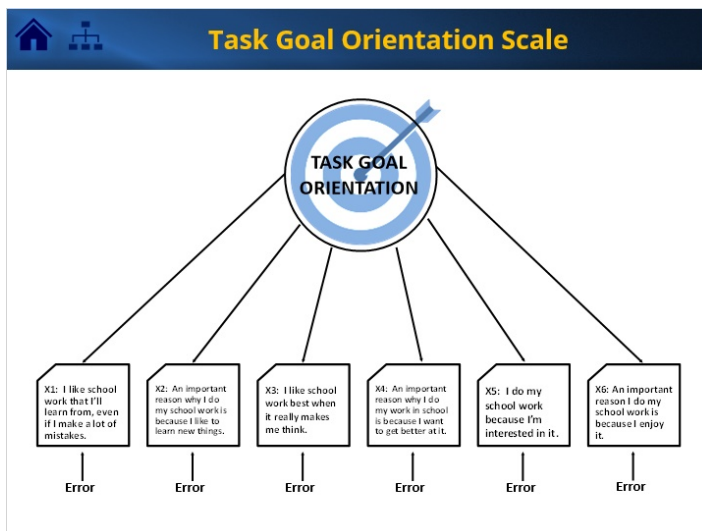 Task Goal Orientation Scale
TASK GOAL
ORIENTATION
X1: I like school
work that I'll
learn from, even
if I make a lot of
mistakes.
X2: An important
reason why I do
my school work is
because I like to
learn new things.
X3: I like school
work best when
it really makes
me think.
X4: An important
reason why I do
my work in school
is because I want
to get better at it.
X5: I do my
school work
because I'm
interested in it.
X6: An important
reason I do my
school work is
because I enjoy
it.
Error
Error
Error
Error
Error
Error